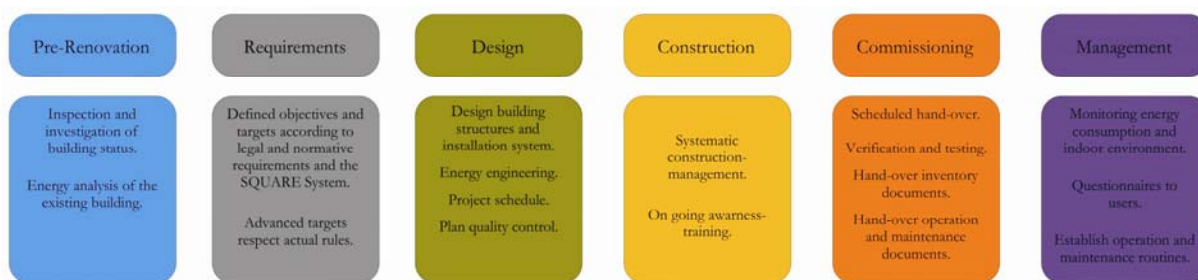 Pre-Renovation
Requirements
Design
Construction
Commissioning
Management
Inspection and
investigation of
building status.
Energy analysis of the
existing building.
Defined objectives and
targets according to
legal and normative
requirements and the
SQUARE System.
Advanced targets
respect actual rules.
Design building
structures and
installation system.
Energy engineering.
Project schedule.
Plan quality control.
Systematic
construction-
management.
On going awarness-
training.
Scheduled hand-over.
Verification and testing.
Hand-over inventory
documents.
Hand-over operation
and maintenance
documents.
Monitoring energy
consumption and
indoor environment.
Questionnaires to
users.
Establish operation and
maintenance routines.